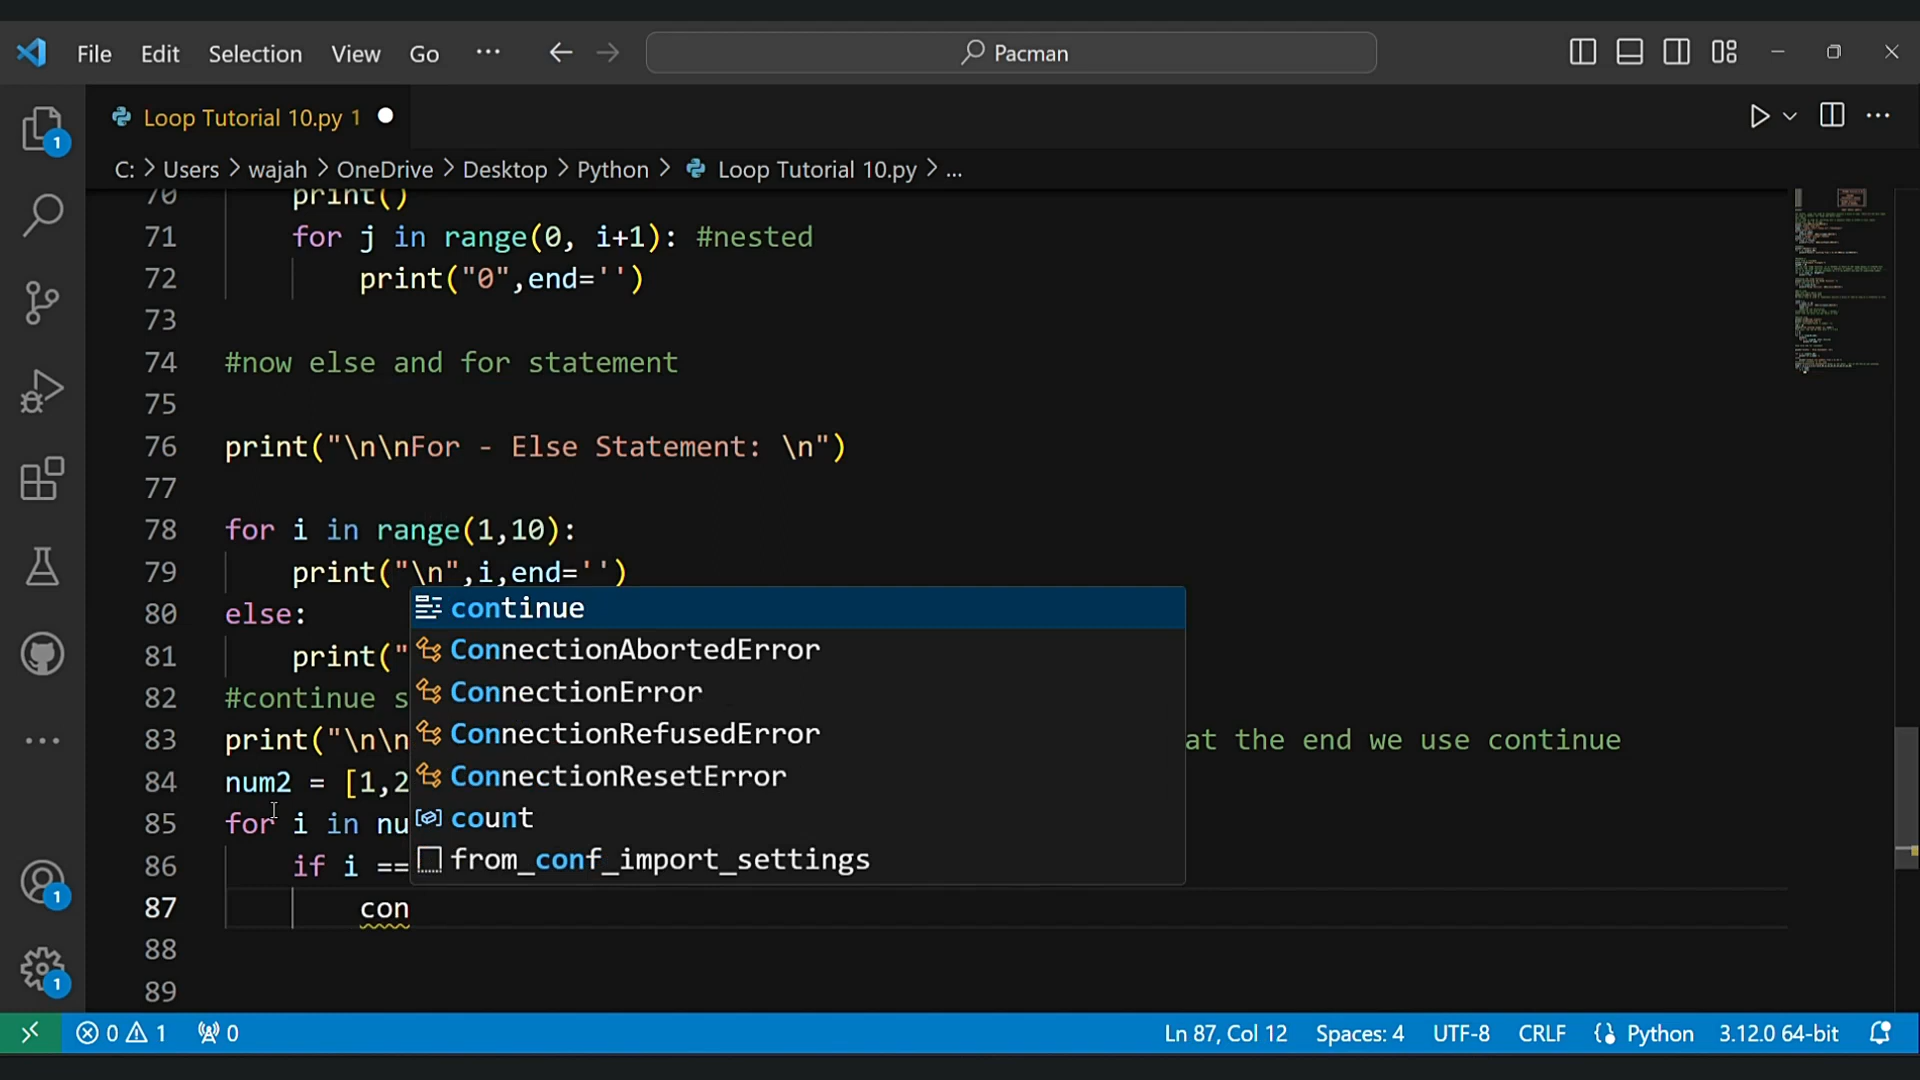 File Edit Selection View Go ··· Pacman
Loop Tutorial 10.py 1
C: > Users > wajah > OneDrive > Desktop > Python > Loop Tutorial 10.py > ...
70 print()
71 for j in range(0, i+1): #nested
72 print("0",end='')
73
74 #now else and for statement
75
76 print("\n\nFor - Else Statement: \n")
77
78 for i in range(1,10):
79 print("\n",i,end='')
80 else:
81 print("
82 #continue s
83 print("\n\n at the end we use continue
84 num2 = [1,2
85 for i in nu
86 if i ==
87 con
88
89
continue
ConnectionAbortedError
ConnectionError
ConnectionRefusedError
ConnectionResetError
count
from_conf_import_settings
1
1
1
0 1 0 Ln 87, Col 12 Spaces: 4 UTF-8 CRLF Python 3.12.0 64-bit